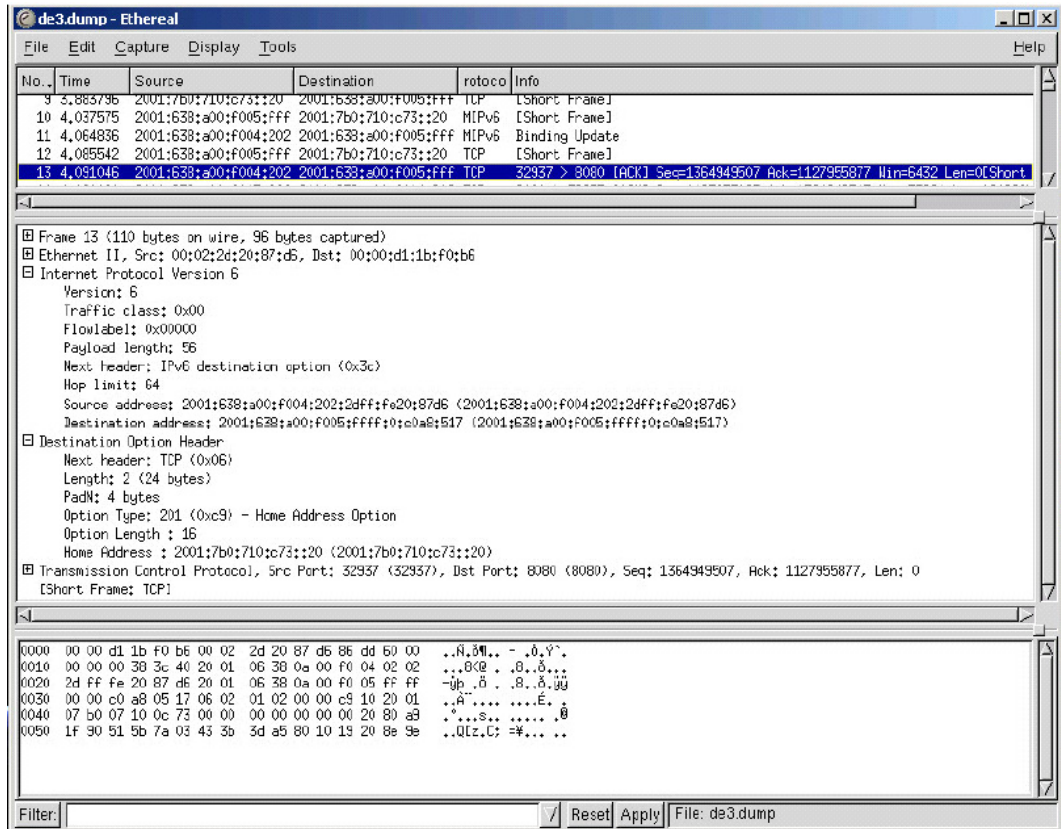 de3.dump - Ethereal
File Edit Capture Display Tools Help
No. . Time Source Destination rotoco Info
9 3.883796 2001:7b0:710:c73::20 2001:638:a00:f005:fff TCP [Short Frame]
10 4.037575 2001:638:a00:f005:fff 2001:7b0:710:c73::20 MIPv6 [Short Frame]
11 4.064836 2001:638:a00:f004:202 2001:638:a00:f005:fff MIPv6 Binding Update
12 4.085542 2001:638:a00:f005:fff 2001:7b0:710:c73::20 TCP [Short Frame]
13 4.091046 2001:638:a00:f004:202 2001:638:a00:f005:fff TCP 32937 > 8080 [ACK] Seq=1364949507 Ack=1127955877 Win=6432 Len=0[Short
Frame 13 (110 bytes on wire, 96 bytes captured)
Ethernet II, Src: 00:02:2d:20:87:d6, Dst: 00:00:d1:1b:f0:b6
Internet Protocol Version 6
Version: 6
Traffic class: 0x00
Flowlabel: 0x00000
Payload length: 56
Next header: IPv6 destination option (0x3c)
Hop limit: 64
Source address: 2001:638:a00:f004:202:2dff:fe20:87d6 (2001:638:a00:f004:202:2dff:fe20:87d6)
Destination address: 2001:638:a00:f005:ffff:0:c0a8:517 (2001:638:a00:f005:ffff:0:c0a8:517)
Destination Option Header
Next header: TCP (0x06)
Length: 2 (24 bytes)
PadN: 4 bytes
Option Type: 201 (0xc9) - Home Address Option
Option Length : 16
Home Address : 2001:7b0:710:c73::20 (2001:7b0:710:c73::20)
Transmission Control Protocol, Src Port: 32937 (32937), Dst Port: 8080 (8080), Seq: 1364949507, Ack: 1127955877, Len: 0
[Short Frame: TCP]
0000 00 00 d1 1b f0 b6 00 02 2d 20 87 d6 86 dd 60 00 ..Ñ.ð¶.. - .Ö.Ý`.
0010 00 00 00 38 3c 40 20 01 06 38 0a 00 f0 04 02 02 ...8<@ . .8..ð...
0020 2d ff fe 20 87 d6 20 01 06 38 0a 00 f0 05 ff ff -ÿþ .Ö . .8..ð.ÿÿ
0030 00 00 c0 a8 05 17 06 02 01 02 00 00 c9 10 20 01 ..À¨.... ....É. .
0040 07 b0 07 10 0c 73 00 00 00 00 00 00 00 20 80 a9 .°...s.. ..... .©
0050 1f 90 51 5b 7a 03 43 3b 3d a5 80 10 19 20 8e 9e ..Q[z.C; =¥... ..
Filter: Reset Apply File: de3.dump